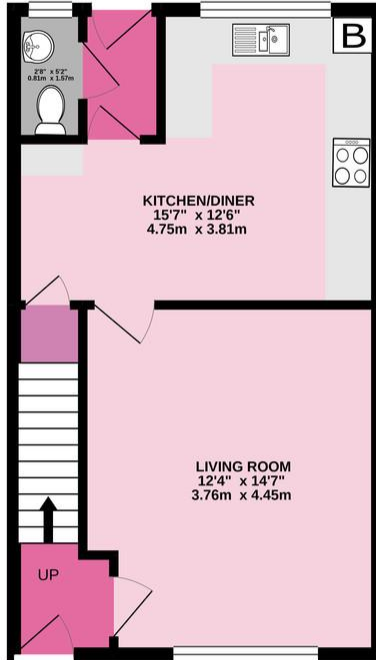 2'8" x 5'2"
0.81m x 1.57m
B
KITCHEN/DINER
15'7" x 12'6"
4.75m x 3.81m
LIVING ROOM
12'4" x 14'7"
3.76m x 4.45m
UP